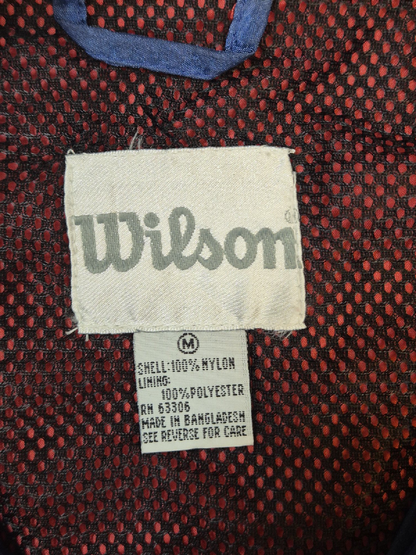 Wilson
M
SHELL:100% NYLON
LINING:
100%POLYESTER
RN 63306
MADE IN BANGLADESH
SEE REVERSE FOR CARE